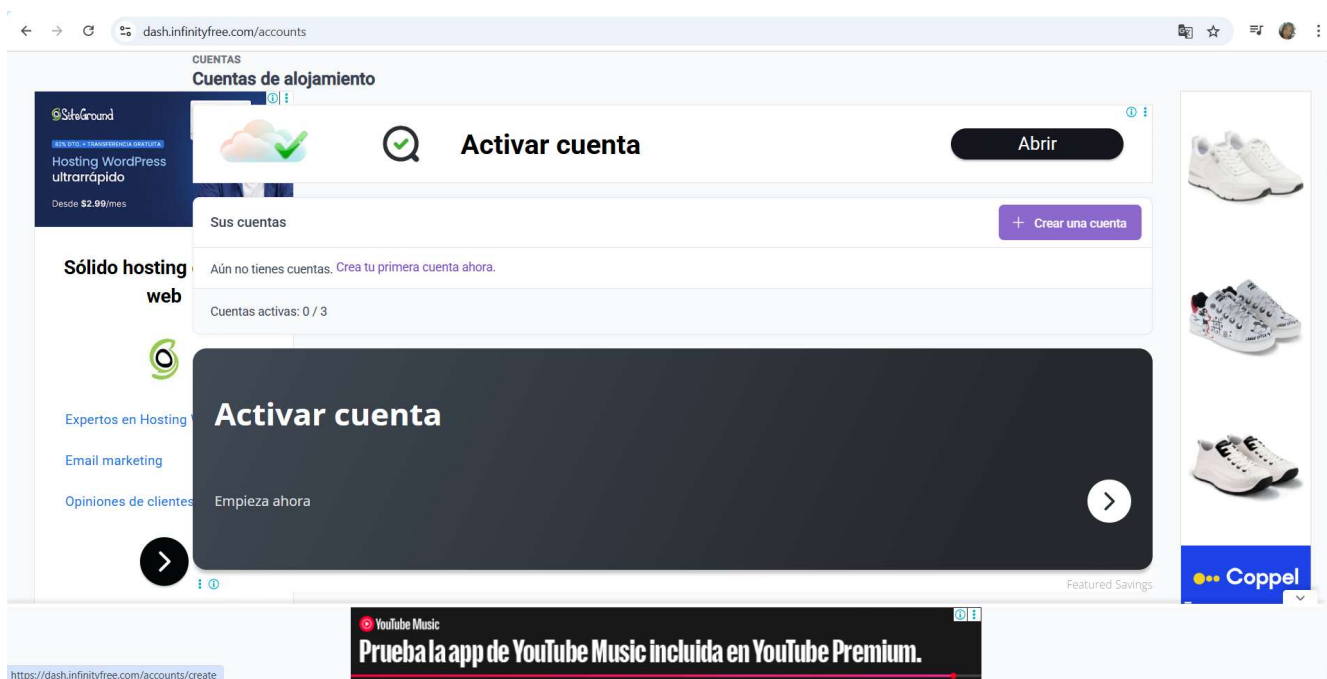 dash.infinityfree.com/accounts
CUENTAS
Cuentas de alojamiento
SiteGround
Hosting WordPress
ultrarrápido
Desde $2.99/mes
Activar cuenta
Abrir
Sus cuentas
+ Crear una cuenta
Sólido hosting
web
Aún no tienes cuentas. Crea tu primera cuenta ahora.
Cuentas activas: 0 / 3
Expertos en Hosting
Email marketing
Opiniones de clientes
Activar cuenta
Empieza ahora
Featured Savings
Coppel
YouTube Music
Prueba la app de YouTube Music incluida en YouTube Premium.
https://dash.infinityfree.com/accounts/create